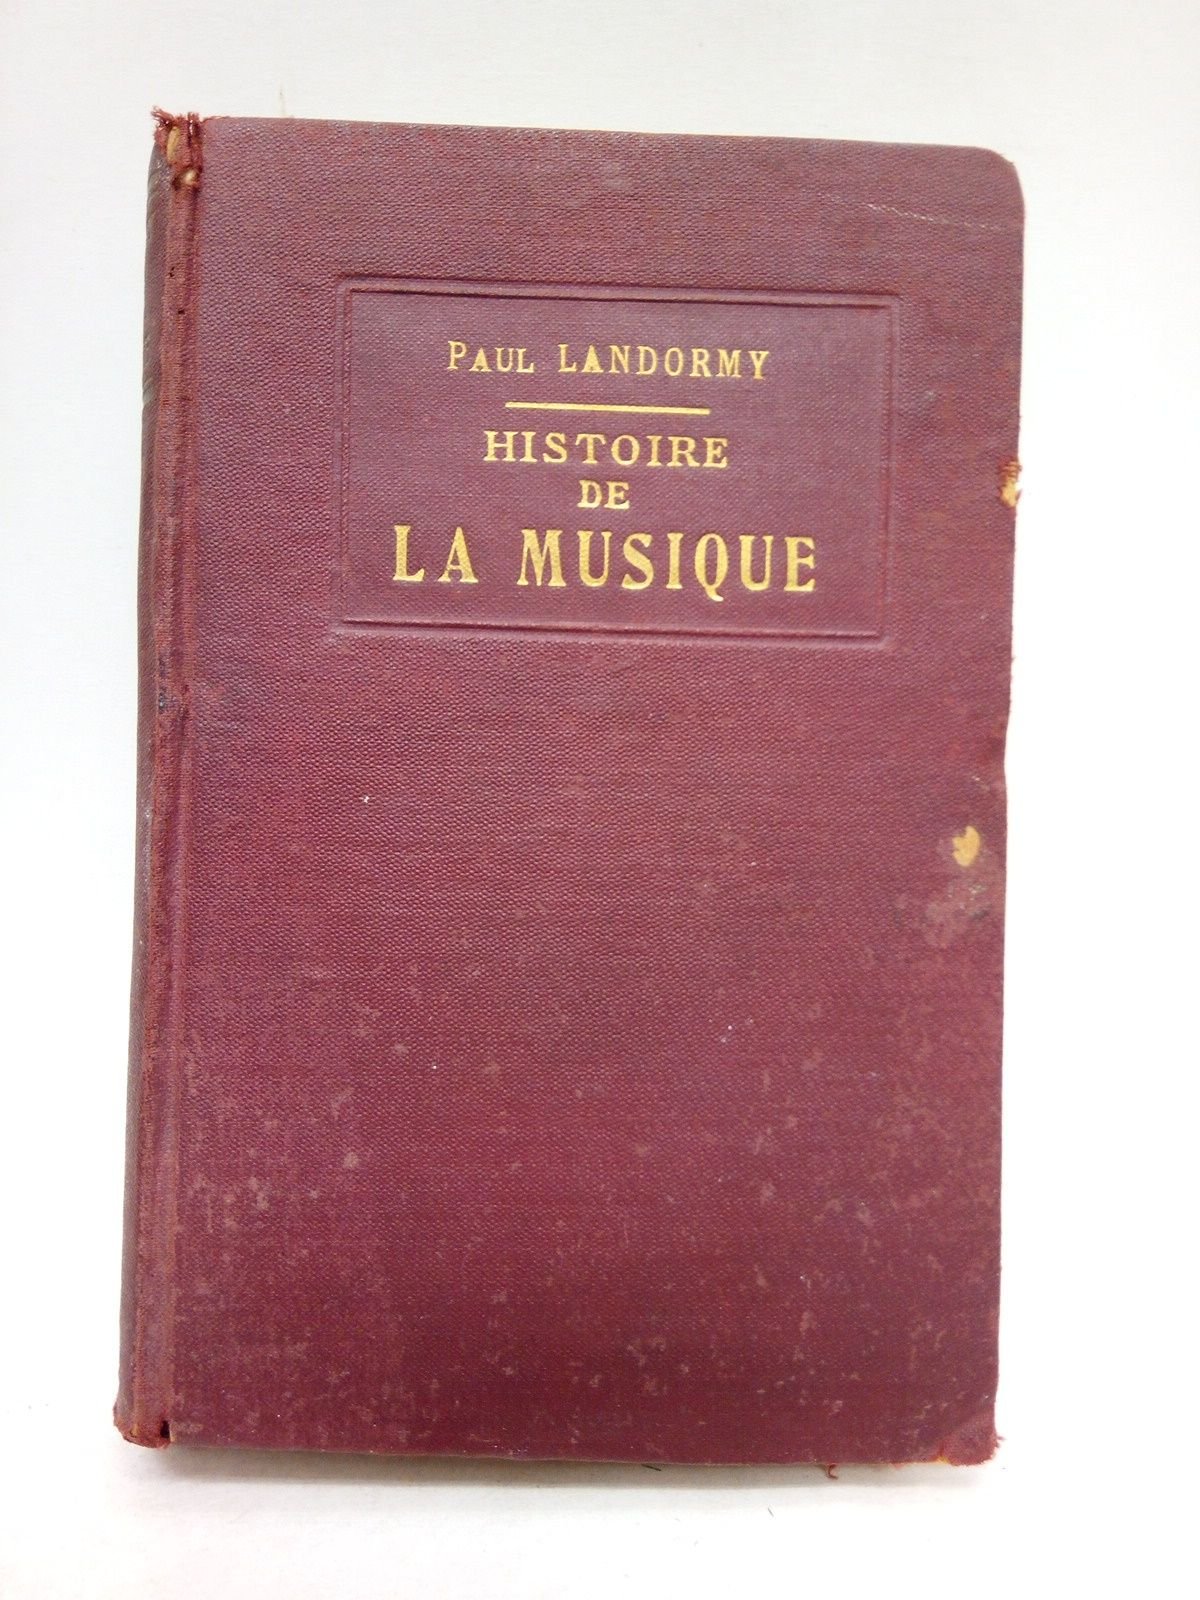 PAUL LANDORMY
HISTOIRE
DE
LA MUSIQUE